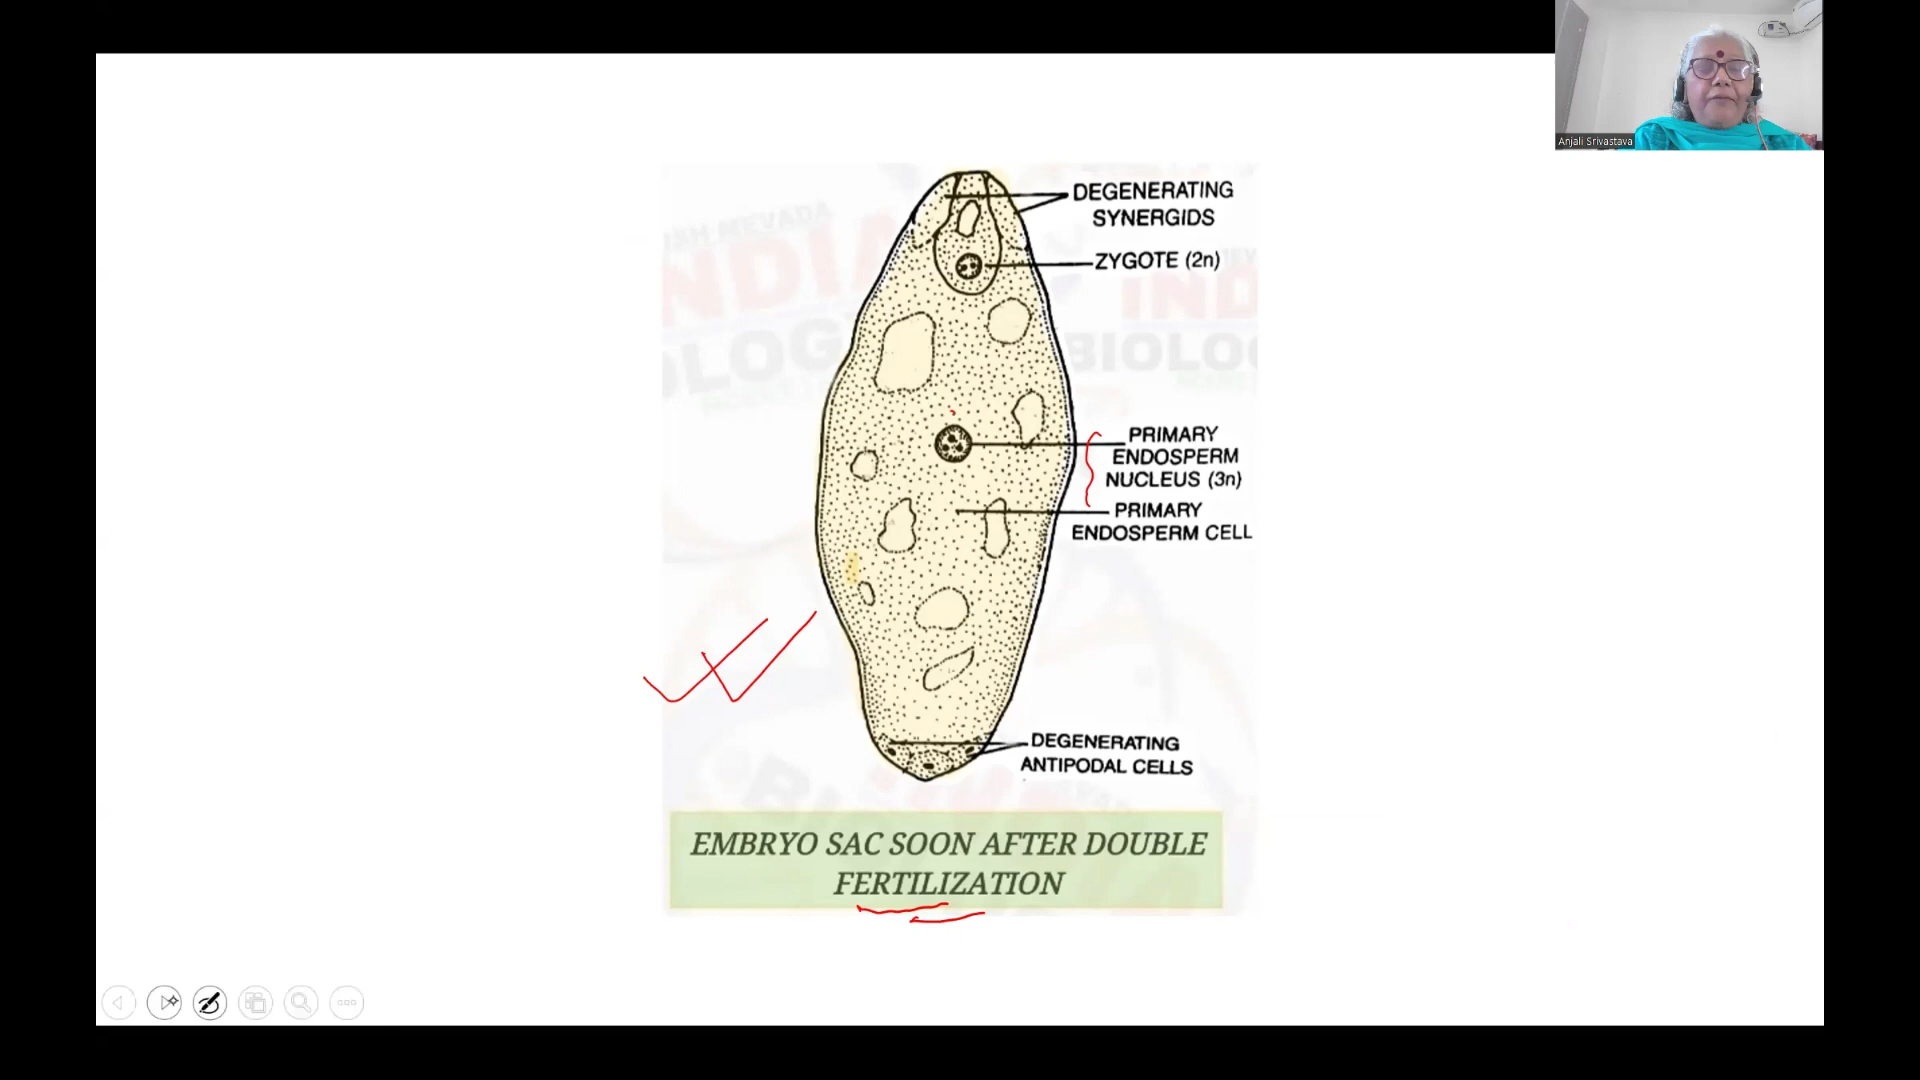 Anjali Srivastava
DEGENERATING
SYNERGIDS
ZYGOTE (2n)
PRIMARY
ENDOSPERM
NUCLEUS (3n)
PRIMARY
ENDOSPERM CELL
DEGENERATING
ANTIPODAL CELLS
EMBRYO SAC SOON AFTER DOUBLE
FERTILIZATION